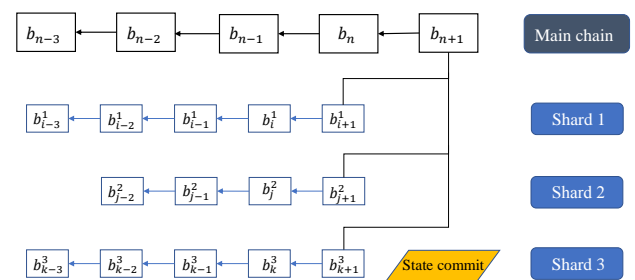 b_{n-3} b_{n-2} b_{n-1} b_n b_{n+1} Main chain
b^1_{i-3} b^1_{i-2} b^1_{i-1} b^1_i b^1_{i+1} Shard 1
b^2_{j-2} b^2_{j-1} b^2_j b^2_{j+1} Shard 2
b^3_{k-3} b^3_{k-2} b^3_{k-1} b^3_k b^3_{k+1} State commit Shard 3